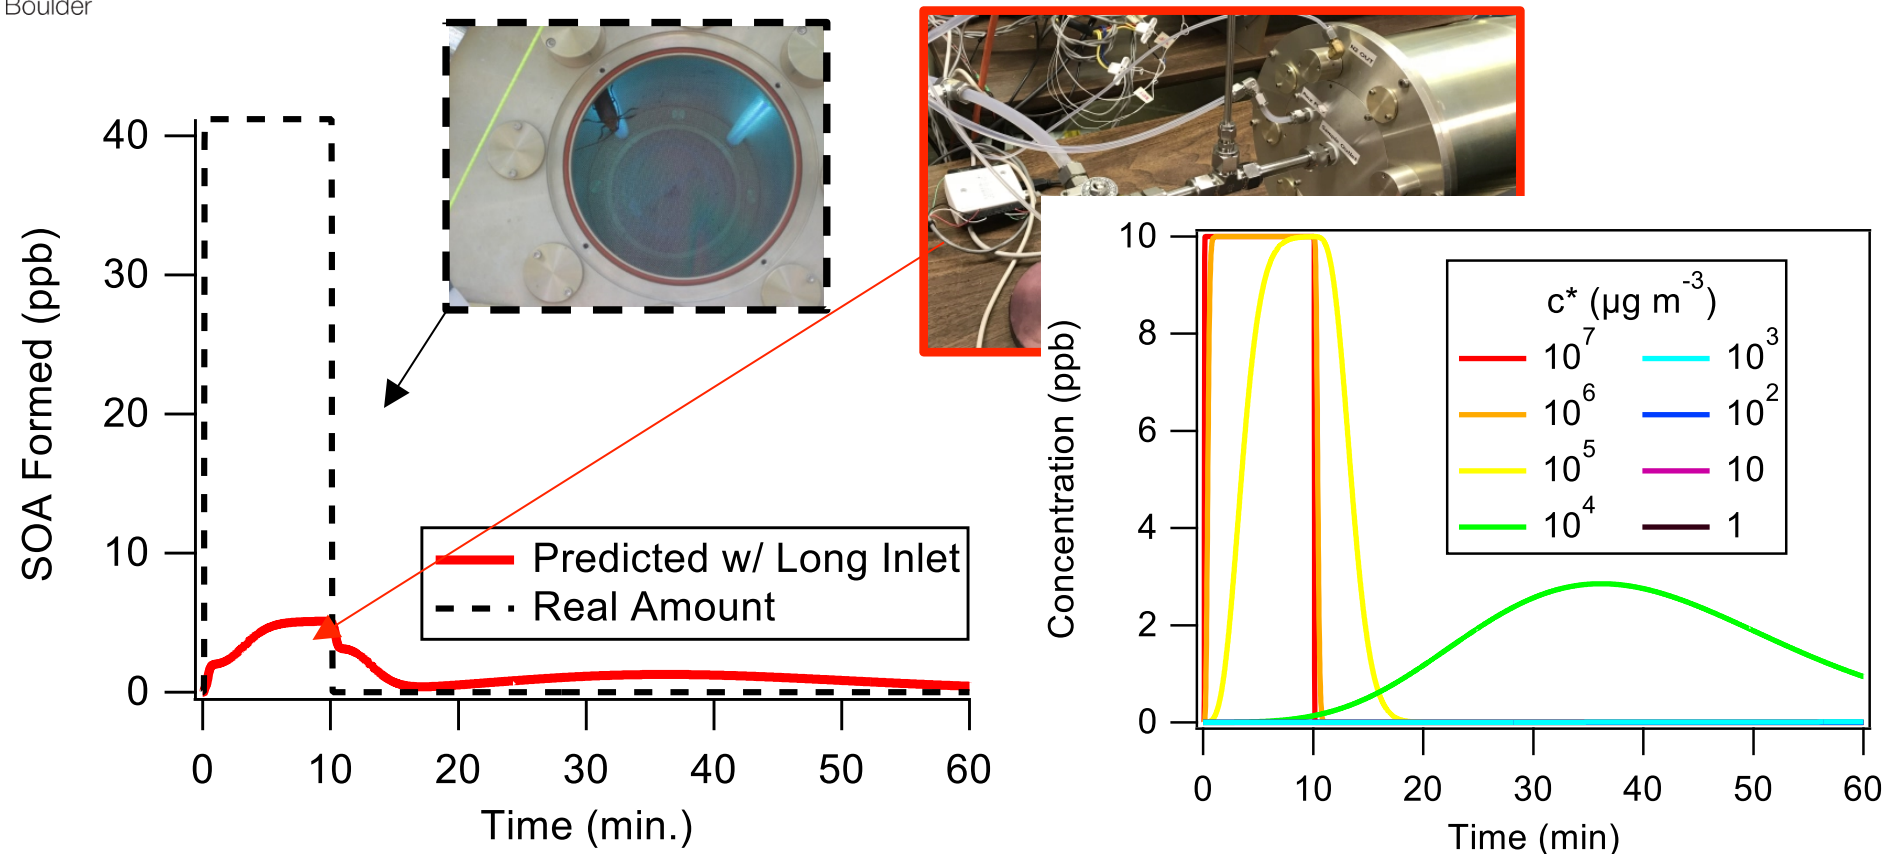 Boulder
40
30
20
10
0
SOA Formed (ppb)
0 10 20 30 40 50 60
Time (min.)
Predicted w/ Long Inlet
Real Amount
N2 OUT
10
8
6
4
2
0
Concentration (ppb)
c* (µg m⁻³)
10⁷ 10³
10⁶ 10²
10⁵ 10
10⁴ 1
0 10 20 30 40 50 60
Time (min)